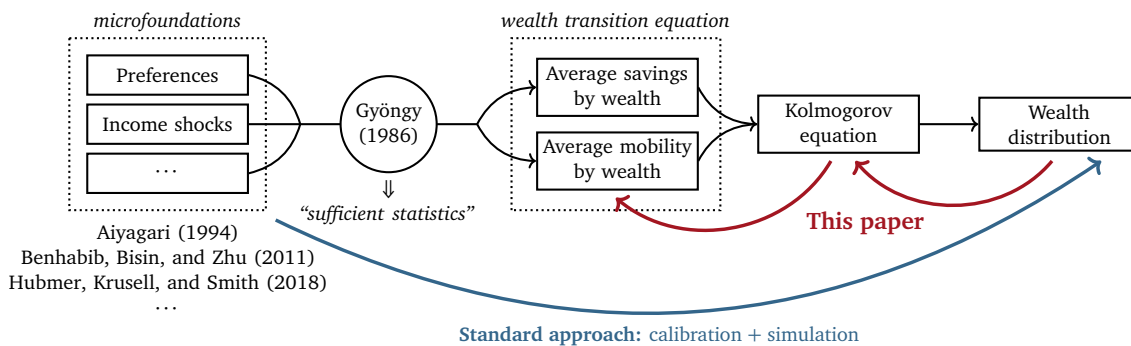 microfoundations
Preferences
Income shocks
...
Aiyagari (1994)
Benhabib, Bisin, and Zhu (2011)
Hubmer, Krusell, and Smith (2018)
...
Gyöngy
(1986)
⇓
“sufficient statistics”
wealth transition equation
Average savings
by wealth
Average mobility
by wealth
Kolmogorov
equation
Wealth
distribution
This paper
Standard approach: calibration + simulation